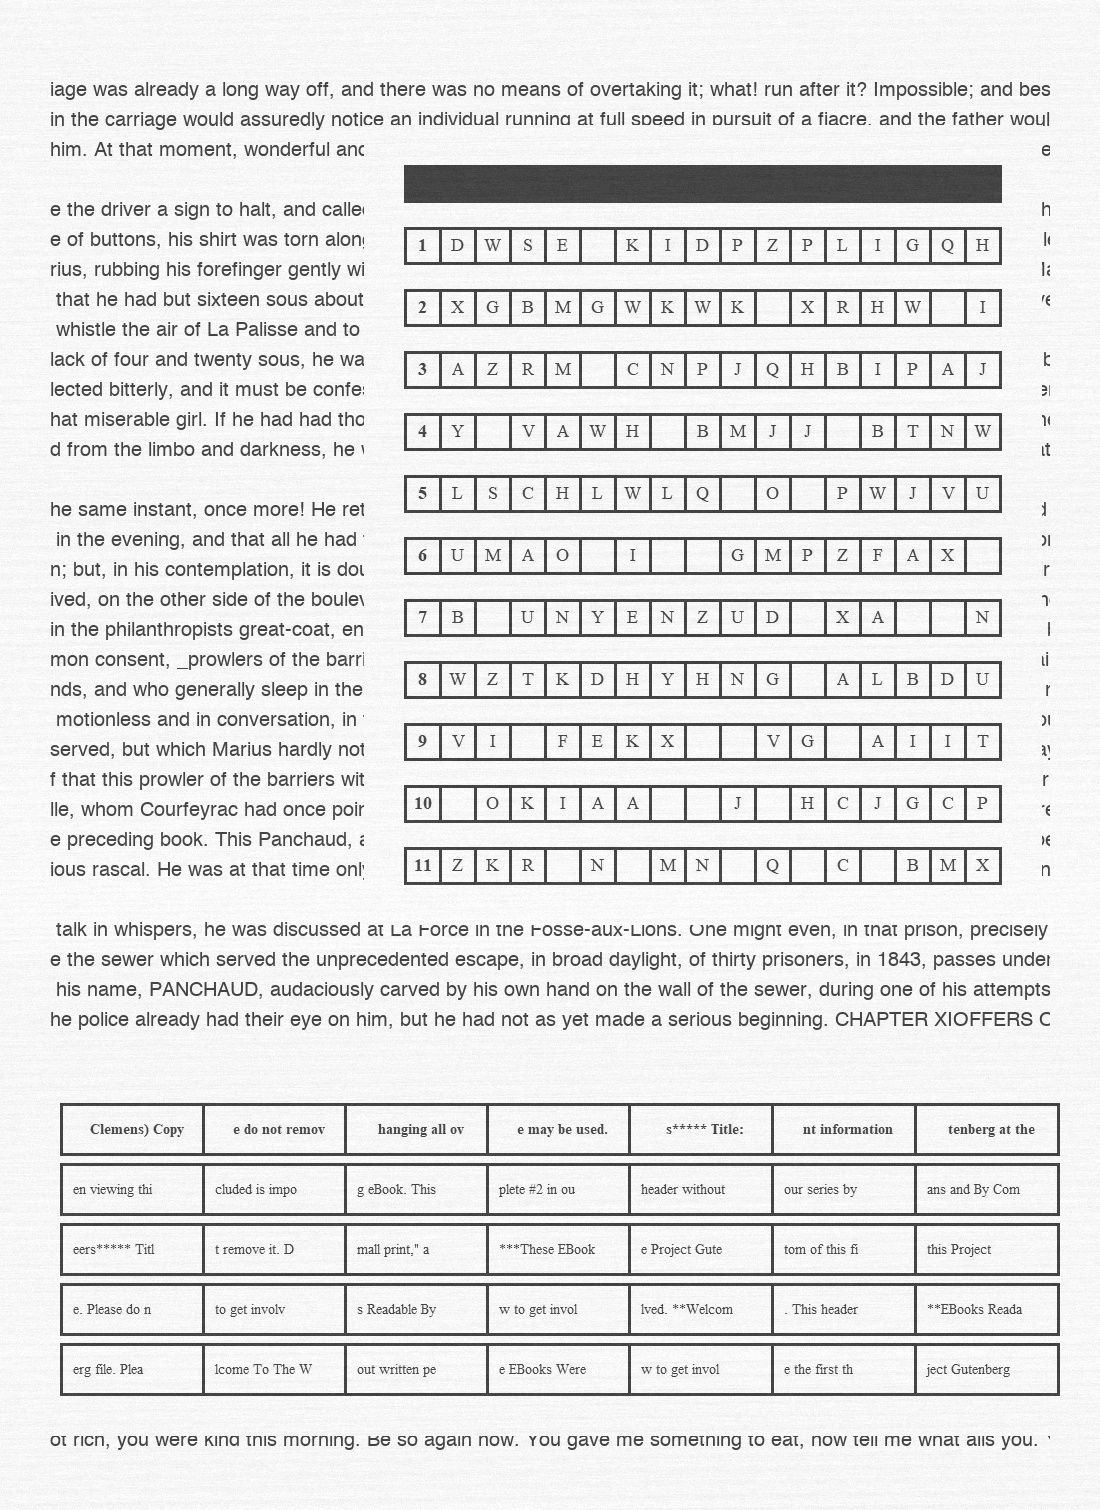 iage was already a long way off, and there was no means of overtaking it; what! run after it? Impossible; and bes
in the carriage would assuredly notice an individual running at full speed in pursuit of a fiacre, and the father woul
him. At that moment, wonderful and
e the driver a sign to halt, and calle
e of buttons, his shirt was torn along
rius, rubbing his forefinger gently wi
that he had but sixteen sous about
whistle the air of La Palisse and to
lack of four and twenty sous, he wa
lected bitterly, and it must be confes
hat miserable girl. If he had had tho
d from the limbo and darkness, he
he same instant, once more! He ret
in the evening, and that all he had
n; but, in his contemplation, it is dou
ived, on the other side of the boulev
in the philanthropists great-coat, en
mon consent, _prowlers of the barri
nds, and who generally sleep in the
motionless and in conversation, in
served, but which Marius hardly not
f that this prowler of the barriers wit
lle, whom Courfeyrac had once poin
e preceding book. This Panchaud, a
ious rascal. He was at that time only
1 D W S E K I D P Z P L I G Q H
2 X G B M G W K W K X R H W I
3 A Z R M C N P J Q H B I P A J
4 Y V A W H B M J J B T N W
5 L S C H L W L Q O P W J V U
6 U M A O I G M P Z F A X
7 B U N Y E N Z U D X A N
8 W Z T K D H Y H N G A L B D U
9 V I F E K X V G A I I T
10 O K I A A J H C J G C P
11 Z K R N M N Q C B M X
talk in whispers, he was discussed at La Force in the Fosse-aux-Lions. One might even, in that prison, precisely
e the sewer which served the unprecedented escape, in broad daylight, of thirty prisoners, in 1843, passes under
his name, PANCHAUD, audaciously carved by his own hand on the wall of the sewer, during one of his attempts
he police already had their eye on him, but he had not as yet made a serious beginning. CHAPTER XIOFFERS
Clemens) Copy e do not remov hanging all ov e may be used. s***** Title: nt information tenberg at the
en viewing thi cluded is impo g eBook. This plete #2 in ou header without our series by ans and By Com
eers***** Titl t remove it. D mall print," a ***These EBook e Project Gute tom of this fi this Project
e. Please do n to get involv s Readable By w to get invol lved. **Welcom . This header **EBooks Reada
erg file. Plea lcome To The W out written pe e EBooks Were w to get invol e the first th ject Gutenberg
ot rich, you were kind this morning. Be so again now. You gave me something to eat, now tell me what ails you.